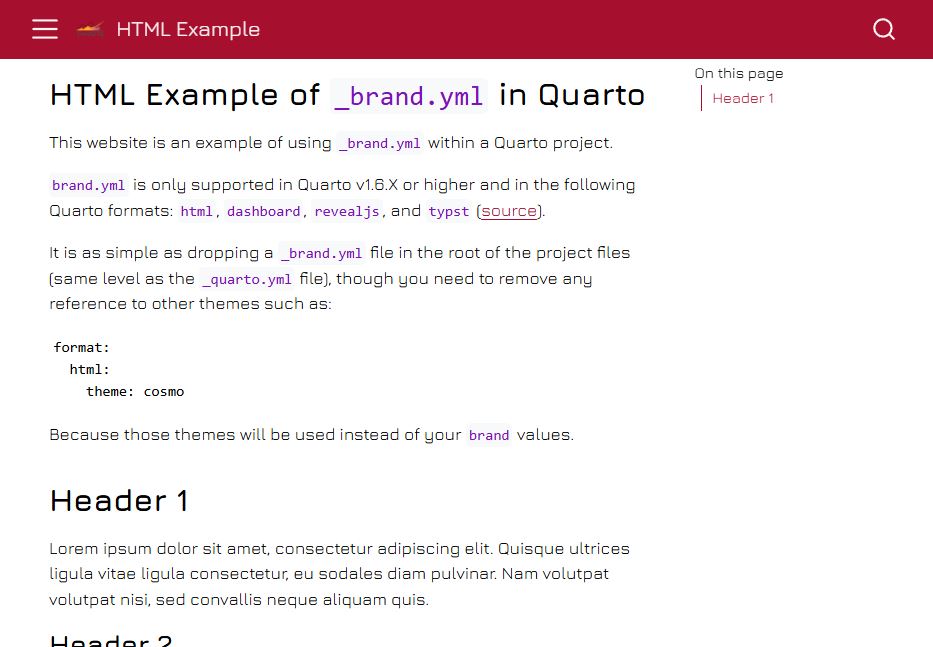 HTML Example
On this page
Header 1
HTML Example of _brand.yml in Quarto
This website is an example of using _brand.yml within a Quarto project.
brand.yml is only supported in Quarto v1.6.X or higher and in the following
Quarto formats: html, dashboard, revealjs, and typst (source).
It is as simple as dropping a _brand.yml file in the root of the project files
(same level as the _quarto.yml file), though you need to remove any
reference to other themes such as:
format:
  html:
    theme: cosmo
Because those themes will be used instead of your brand values.
Header 1
Lorem ipsum dolor sit amet, consectetur adipiscing elit. Quisque ultrices
ligula vitae ligula consectetur, eu sodales diam pulvinar. Nam volutpat
volutpat nisi, sed convallis neque aliquam quis.
Header 2